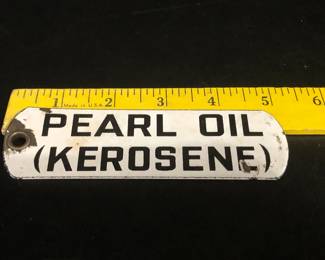 1 2 3 4 5 6
Made in U.S.A.
PEARL OIL
(KEROSENE)